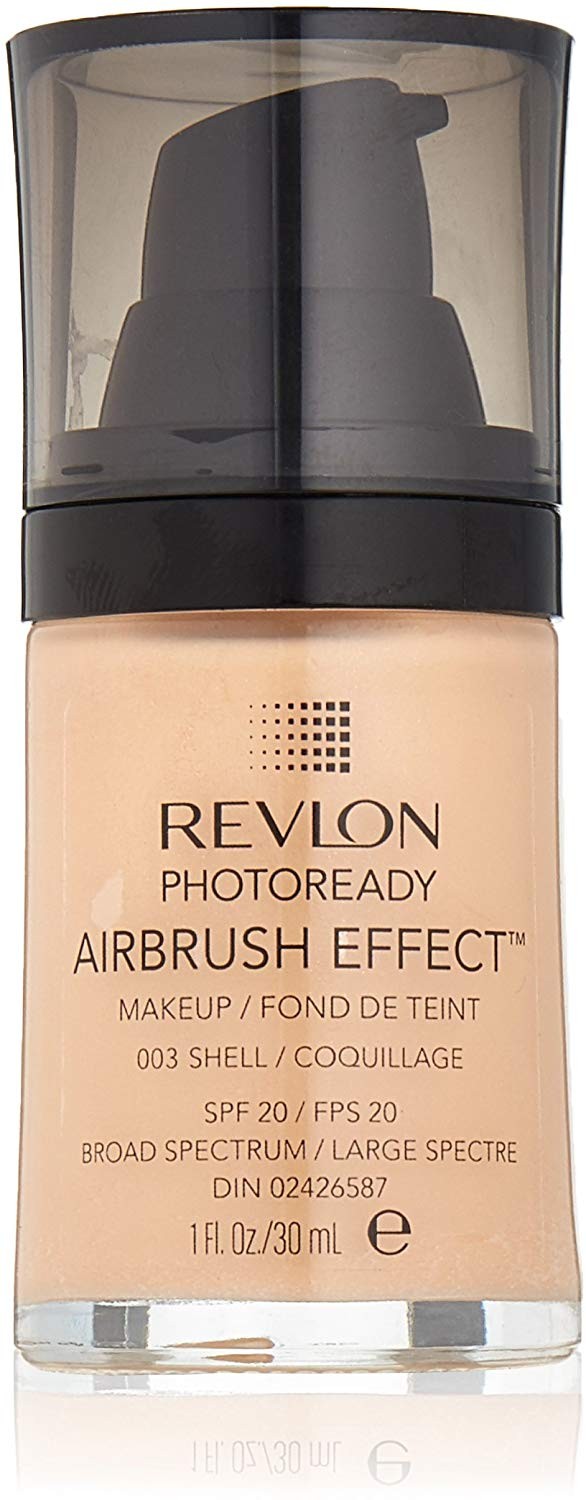 REVLON
PHOTOREADY
AIRBRUSH EFFECT™
MAKEUP / FOND DE TEINT
003 SHELL / COQUILLAGE
SPF 20 / FPS 20
BROAD SPECTRUM / LARGE SPECTRE
DIN 02426587
1 Fl. Oz./30 mL ℮